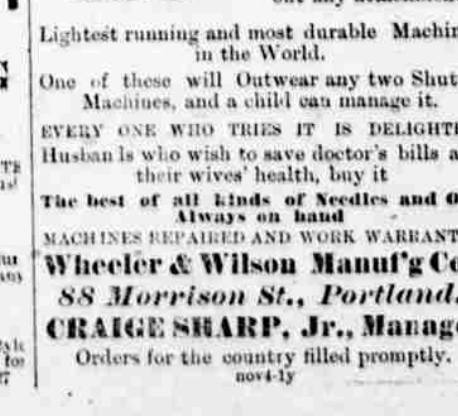 Lightest running and most durable Machin
in the World.
One of these will Outwear any two Shut
Machines, and a child can manage it.
EVERY ONE WHO TRIES IT IS DELIGHT
Husban s who wish to save doctor's bills a
their wives' health, buy it
The best of all kinds of Needles and O
Always on hand
MACHINES REPAIRED AND WORK WARRANT
Wheeler & Wilson Manuf'g Co
88 Morrison St., Portland.
CRAIGE SHARP, Jr., Manage
Orders for the country filled promptly.
nov4-1y